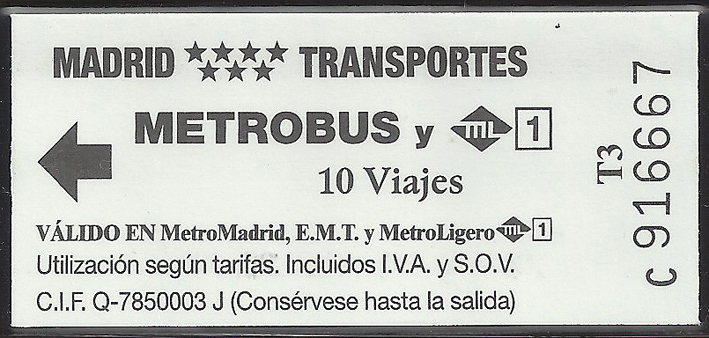 MADRID TRANSPORTES
METROBUS y ML 1
10 Viajes
VÁLIDO EN MetroMadrid, E.M.T. y MetroLigero ML 1
Utilización según tarifas. Incluidos I.V.A. y S.O.V.
C.I.F. Q-7850003 J (Consérvese hasta la salida)
T3
C 916667